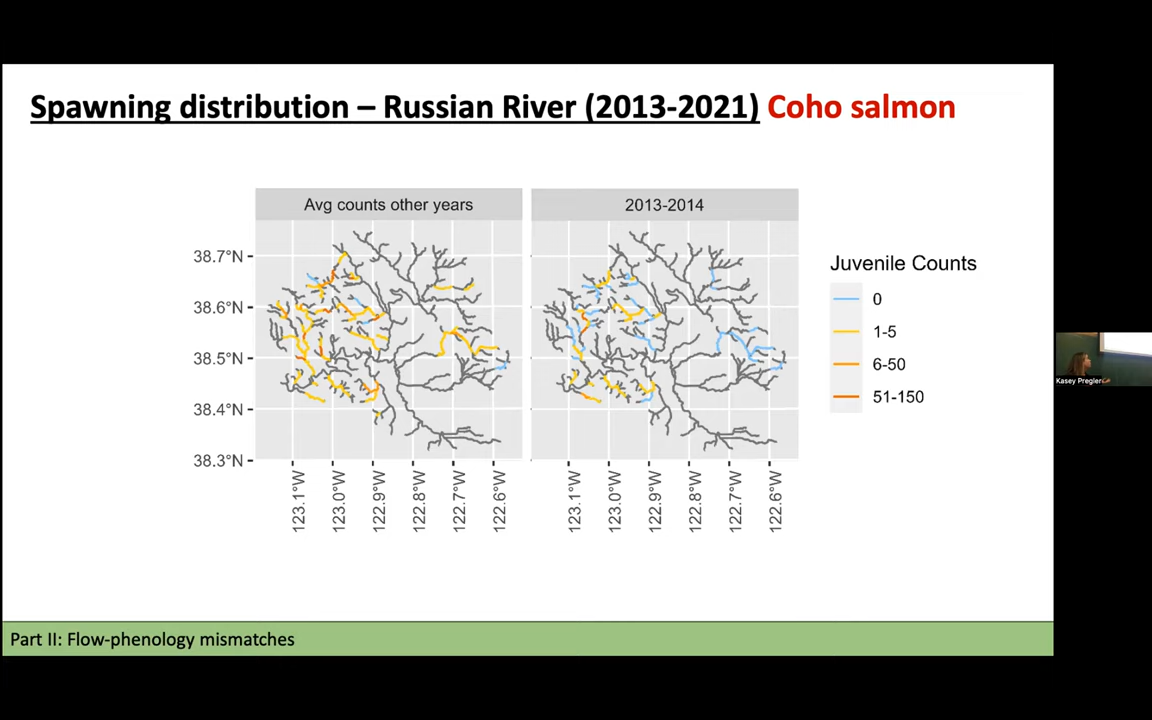 Spawning distribution – Russian River (2013-2021) Coho salmon
Avg counts other years
2013-2014
38.7°N
38.6°N
38.5°N
38.4°N
38.3°N
123.1°W
123.0°W
122.9°W
122.8°W
122.7°W
122.6°W
123.1°W
123.0°W
122.9°W
122.8°W
122.7°W
122.6°W
Juvenile Counts
0
1-5
6-50
51-150
Kasey Pregler
Part II: Flow-phenology mismatches